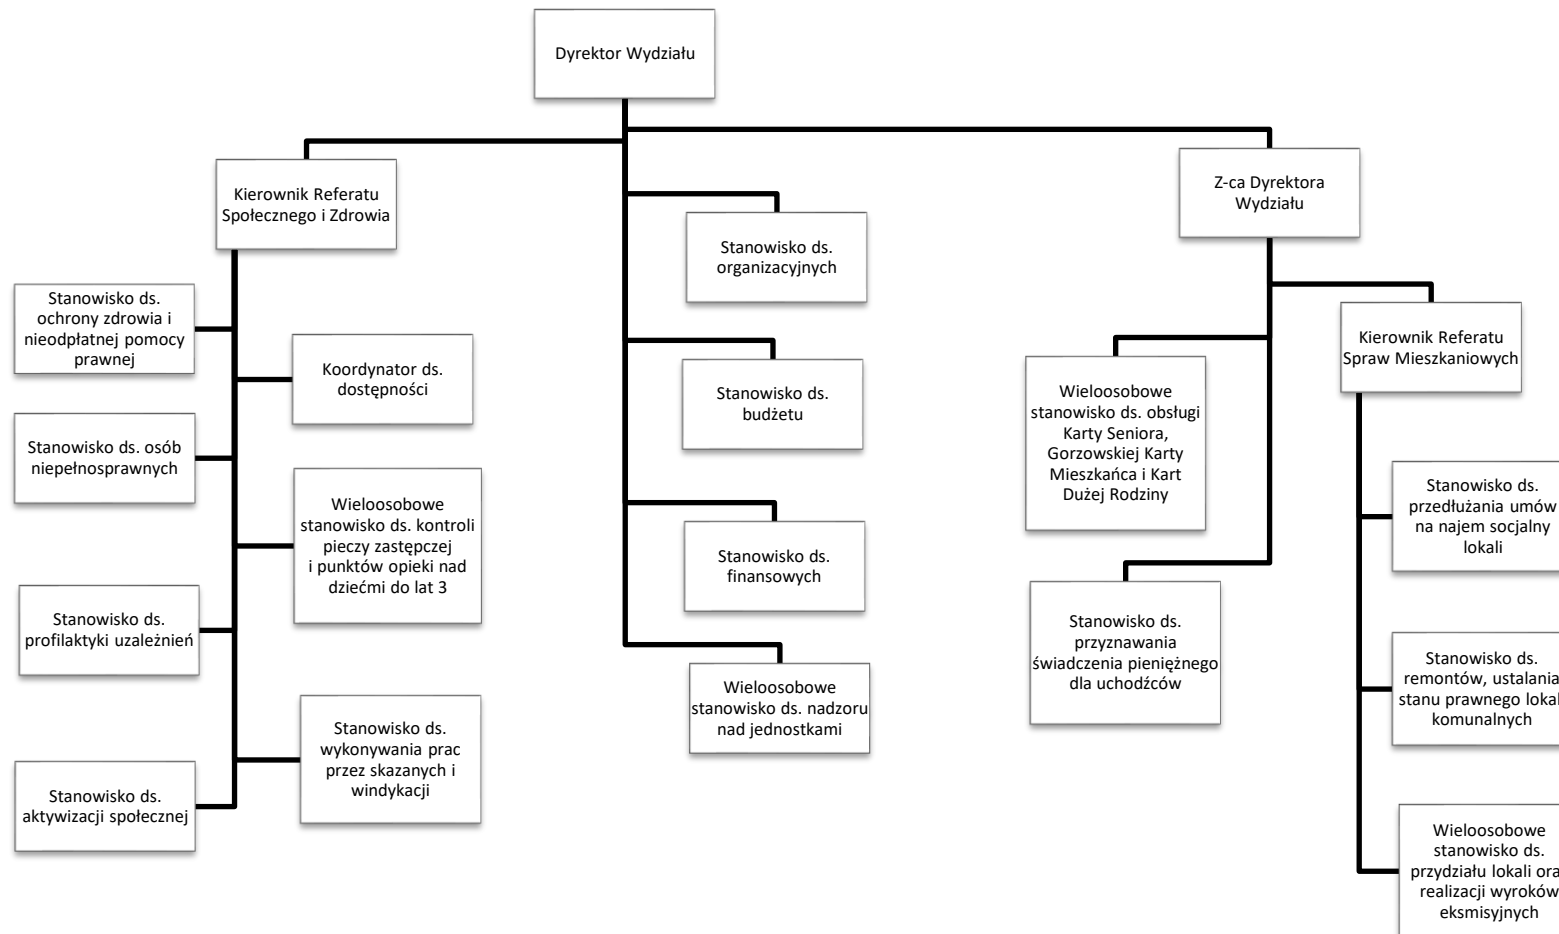 Dyrektor Wydziału
Kierownik Referatu
Społecznego i Zdrowia
Z-ca Dyrektora
Wydziału
Stanowisko ds.
organizacyjnych
Stanowisko ds.
ochrony zdrowia i
nieodpłatnej pomocy
prawnej
Koordynator ds.
dostępności
Stanowisko ds. osób
niepełnosprawnych
Wieloosobowe
stanowisko ds. kontroli
pieczy zastępczej
i punktów opieki nad
dziećmi do lat 3
Stanowisko ds.
profilaktyki uzależnień
Stanowisko ds.
wykonywania prac
przez skazanych i
windykacji
Stanowisko ds.
aktywizacji społecznej
Stanowisko ds.
budżetu
Stanowisko ds.
finansowych
Wieloosobowe
stanowisko ds. nadzoru
nad jednostkami
Wieloosobowe
stanowisko ds. obsługi
Karty Seniora,
Gorzowskiej Karty
Mieszkańca i Kart
Dużej Rodziny
Stanowisko ds.
przyznawania
świadczenia pieniężnego
dla uchodźców
Kierownik Referatu
Spraw Mieszkaniowych
Stanowisko ds.
przedłużania umów
na najem socjalny
lokali
Stanowisko ds.
remontów, ustalania
stanu prawnego
komunalnych
Wieloosobowe
stanowisko ds.
przydziału lokali
realizacji wyroków
eksmisyjnych